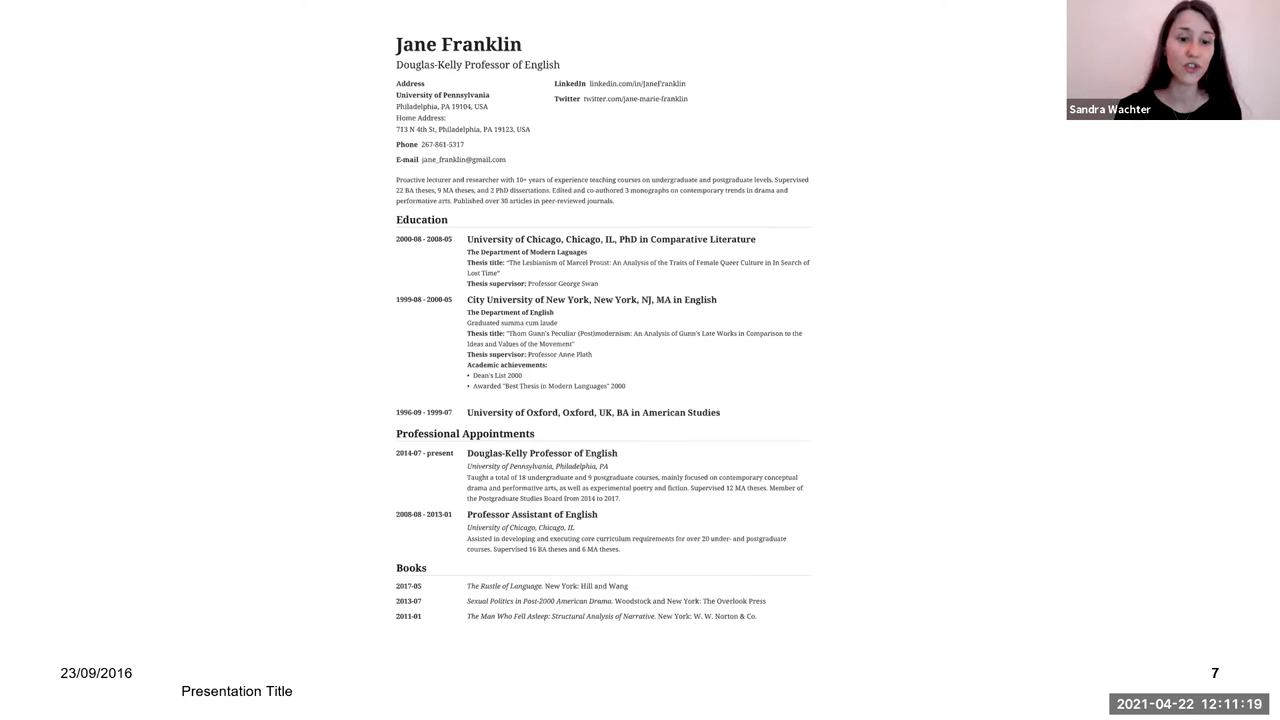 Jane Franklin
Douglas-Kelly Professor of English
Address
University of Pennsylvania
Philadelphia, PA 19104, USA
Home Address:
713 N 4th St, Philadelphia, PA 19123, USA
Phone 267-861-5317
E-mail jane_franklin@gmail.com
LinkedIn linkedin.com/in/JaneFranklin
Twitter twitter.com/jane-marie-franklin
Proactive lecturer and researcher with 10+ years of experience teaching courses on undergraduate and postgraduate levels. Supervised
22 BA theses, 9 MA theses, and 2 PhD dissertations. Edited and co-authored 3 monographs on contemporary trends in drama and
performative arts. Published over 30 articles in peer-reviewed journals.
Education
2000-08 - 2008-05 University of Chicago, Chicago, IL, PhD in Comparative Literature
The Department of Modern Laguages
Thesis title: "The Lesbianism of Marcel Proust: An Analysis of the Traits of Female Queer Culture in In Search of
Lost Time"
Thesis supervisor: Professor George Swan
1999-08 - 2000-05 City University of New York, New York, NJ, MA in English
The Department of English
Graduated summa cum laude
Thesis title: "Thom Gunn's Peculiar (Post)modernism: An Analysis of Gunn's Late Works in Comparison to the
Ideas and Values of the Movement"
Thesis supervisor: Professor Anne Plath
Academic achievements:
• Dean's List 2000
• Awarded "Best Thesis in Modern Languages" 2000
1996-09 - 1999-07 University of Oxford, Oxford, UK, BA in American Studies
Professional Appointments
2014-07 - present Douglas-Kelly Professor of English
University of Pennsylvania, Philadelphia, PA
Taught a total of 18 undergraduate and 9 postgraduate courses, mainly focused on contemporary conceptual
drama and performative arts, as well as experimental poetry and fiction. Supervised 12 MA theses. Member of
the Postgraduate Studies Board from 2014 to 2017.
2008-08 - 2013-01 Professor Assistant of English
University of Chicago, Chicago, IL
Assisted in developing and executing core curriculum requirements for over 20 under- and postgraduate
courses. Supervised 16 BA theses and 6 MA theses.
Books
2017-05 The Rustle of Language. New York: Hill and Wang
2013-07 Sexual Politics in Post-2000 American Drama. Woodstock and New York: The Overlook Press
2011-01 The Man Who Fell Asleep: Structural Analysis of Narrative. New York: W. W. Norton & Co.
Sandra Wachter
23/09/2016
Presentation Title
7
2021-04-22 12:11:19